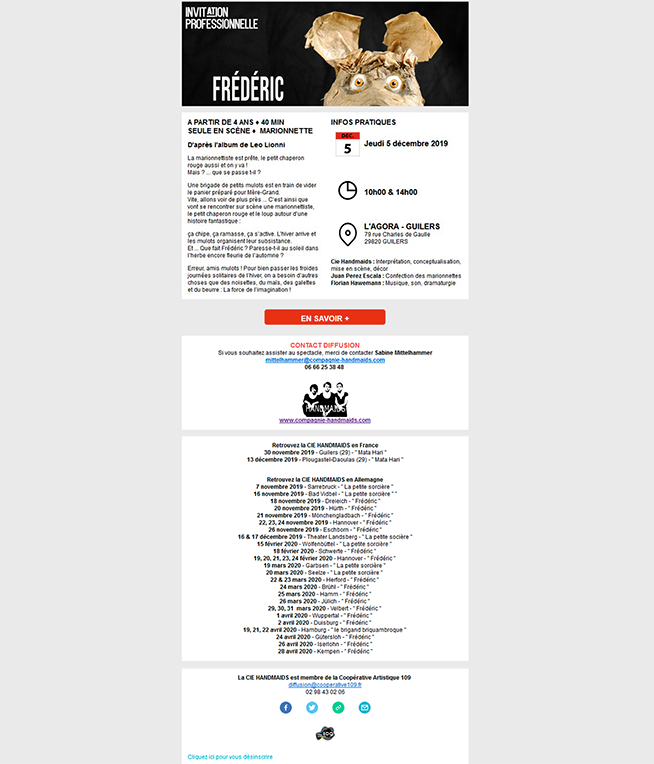 INVITATION
PROFESSIONNELLE
FRÉDÉRIC
A PARTIR DE 4 ANS ♦ 40 MIN
SEULE EN SCÈNE ♦ MARIONNETTE
D'après l'album de Leo Lionni
La marionnettiste est prête, le petit chaperon
rouge aussi et on y va !
Mais ? ... que se passe t-il ?
Une brigade de petits mulots est en train de vider
le panier préparé pour Mère-Grand.
Vite, allons voir de plus près ... C'est ainsi que
vont se rencontrer sur scène une marionnettiste,
le petit chaperon rouge et le loup autour d'une
histoire fantastique :
ça chipe, ça ramasse, ça s'active. L'hiver arrive et
les mulots organisent leur subsistance.
Et ... Que fait Frédéric ? Paresse-t-il au soleil dans
l'herbe encore fleurie de l'automne ?
Erreur, amis mulots ! Pour bien passer les froides
journées solitaires de l'hiver, on a besoin d'autres
choses que des noisettes, du maïs, des galettes
et du beurre : La force de l'imagination !
INFOS PRATIQUES
DÉC.
5
Jeudi 5 décembre 2019
10h00 & 14h00
L'AGORA - GUILERS
79 rue Charles de Gaulle
29820 GUILERS
Cie Handmaids : Interprétation, conceptualisation,
mise en scène, décor
Juan Perez Escala : Confection des marionnettes
Florian Hawemann : Musique, son, dramaturgie
EN SAVOIR +
CONTACT DIFFUSION
Si vous souhaitez assister au spectacle, merci de contacter Sabine Mittelhammer
mittelhammer@compagnie-handmaids.com
06 66 25 38 48
HANDMAIDS
www.compagnie-handmaids.com
Retrouvez la CIE HANDMAIDS en France
30 novembre 2019 - Guilers (29) - " Mata Hari "
13 décembre 2019 - Plougastel-Daoulas (29) - " Mata Hari "
Retrouvez la CIE HANDMAIDS en Allemagne
7 novembre 2019 - Sarrebruck - " La petite sorcière "
16 novembre 2019 - Bad Vidbel - " La petite sorcière " "
18 novembre 2019 - Dreieich - " Frédéric "
20 novembre 2019 - Hürth - " Frédéric "
21 novembre 2019 - Mönchengladbach - " Frédéric "
22, 23, 24 novembre 2019 - Hannover - " Frédéric "
26 novembre 2019 - Eschborn - " Frédéric "
16 & 17 décembre 2019 - Theater Landsberg - " La petite socière "
15 février 2020 - Wolfenbüttel - " La petite sorcière "
18 février 2020 - Schwerte - " Frédéric "
19, 20, 21, 23, 24 février 2020 - Hannover - " Frédéric "
19 mars 2020 - Garbsen - " La petite sorcière "
20 mars 2020 - Seelze - " La petite sorcière "
22 & 23 mars 2020 - Herford - " Frédéric "
24 mars 2020 - Brühl - " Frédéric "
25 mars 2020 - Hamm - " Frédéric "
26 mars 2020 - Jülich - " Frédéric "
29, 30, 31 mars 2020 - Velbert - " Frédéric "
1 avril 2020 - Wuppertal - " Frédéric "
2 avril 2020 - Duisburg - " Frédéric "
19, 21, 22 avril 2020 - Hamburg - " le brigand briquambroque "
24 avril 2020 - Gütersloh - " Frédéric "
26 avril 2020 - Iserlohn - " Frédéric "
28 avril 2020 - Kempen - " Frédéric "
La CIE HANDMAIDS est membre de la Coopérative Artistique 109
diffusion@cooperative109.fr
02 98 43 02 06
Cliquez ici pour vous désinscrire